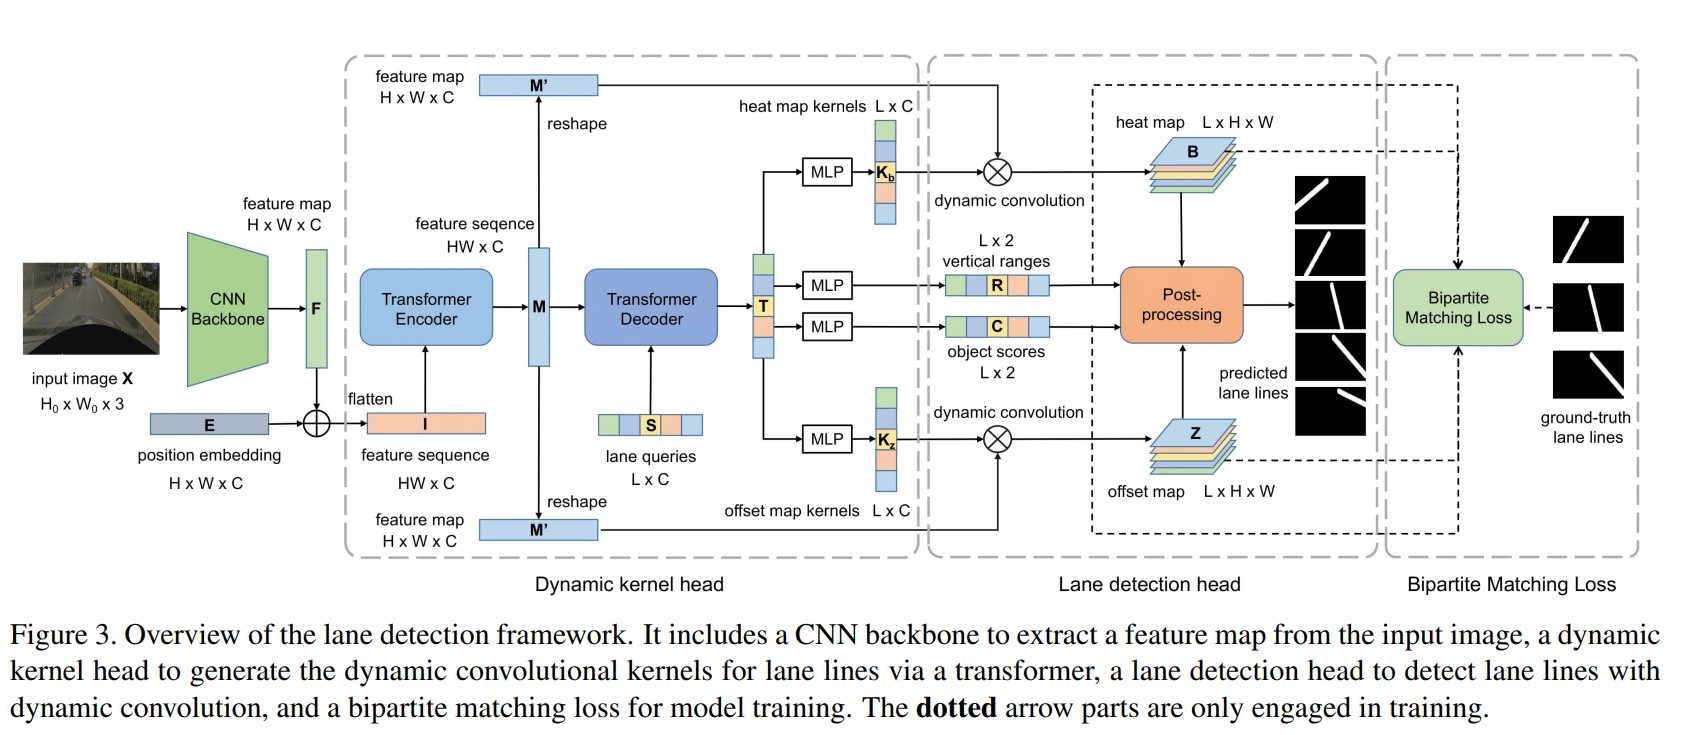 feature map
H x W x C
M'
reshape
heat map kernels L x C
heat map L x H x W
B
MLP
K_b
dynamic convolution
feature map
H x W x C
feature seqence
HW x C
L x 2
vertical ranges
CNN
Backbone
F
Transformer
Encoder
M
Transformer
Decoder
T
MLP
R
MLP
C
Post-
processing
Bipartite
Matching Loss
object scores
L x 2
input image X
H₀ x W₀ x 3
predicted
lane lines
flatten
E
I
S
MLP
K_z
dynamic convolution
Z
ground-truth
lane lines
position embedding
H x W x C
feature sequence
HW x C
lane queries
L x C
offset map L x H x W
reshape
offset map kernels L x C
feature map
H x W x C
M'
Dynamic kernel head
Lane detection head
Bipartite Matching Loss
Figure 3. Overview of the lane detection framework. It includes a CNN backbone to extract a feature map from the input image, a dynamic
kernel head to generate the dynamic convolutional kernels for lane lines via a transformer, a lane detection head to detect lane lines with
dynamic convolution, and a bipartite matching loss for model training. The dotted arrow parts are only engaged in training.